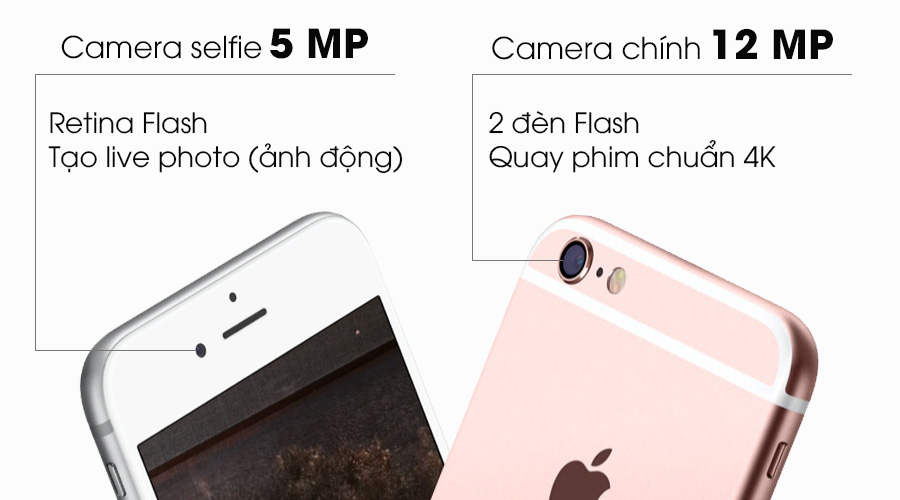 Camera selfie 5 MP
Retina Flash
Tạo live photo (ảnh động)
Camera chính 12 MP
2 đèn Flash
Quay phim chuẩn 4K